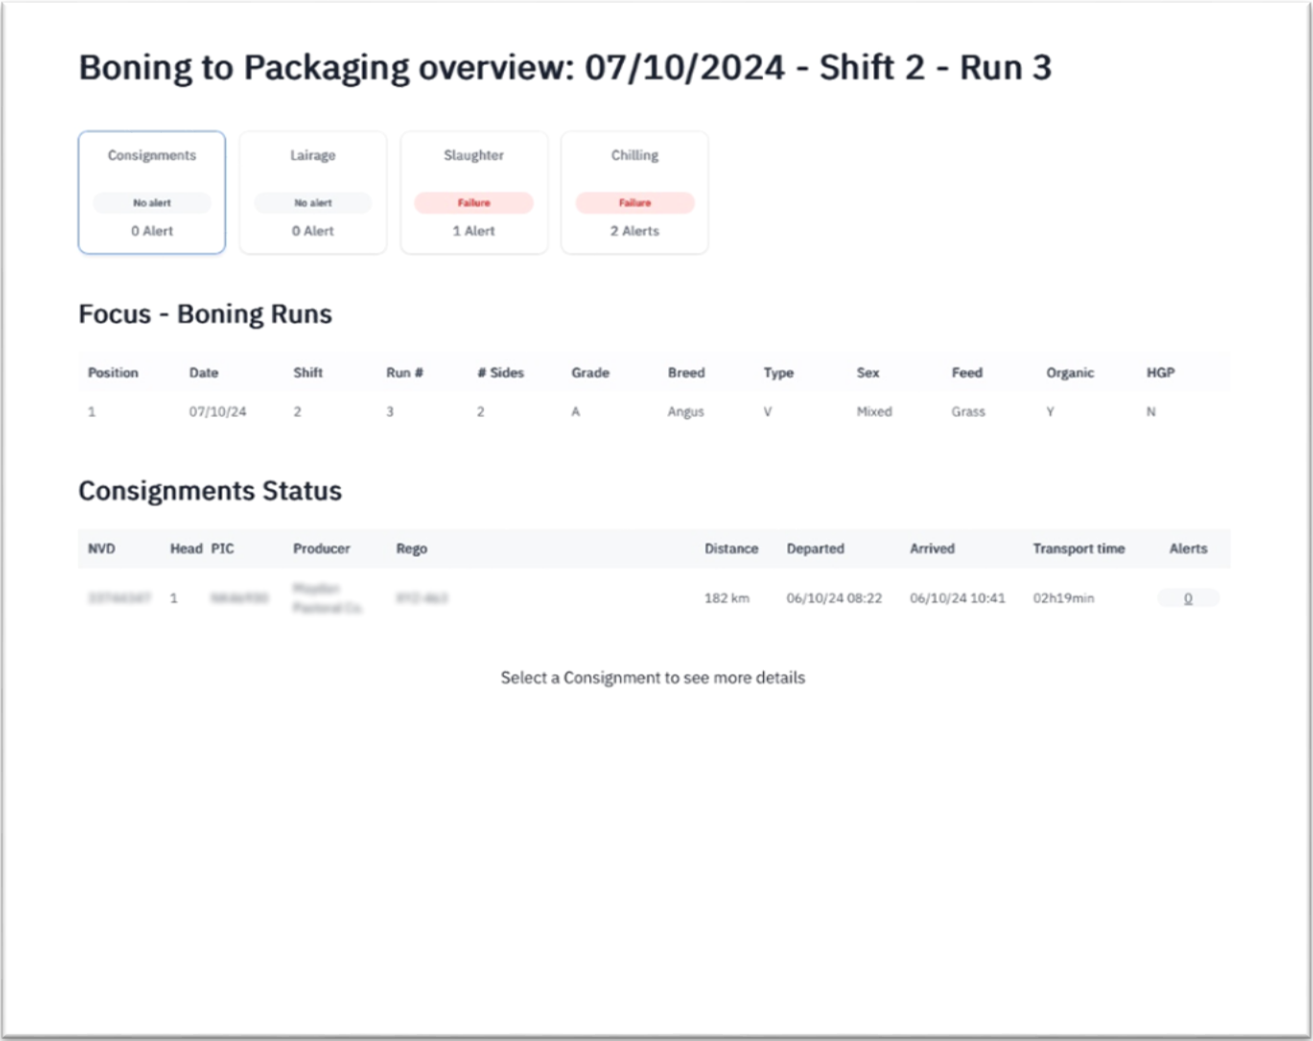 Boning to Packaging overview: 07/10/2024 - Shift 2 - Run 3
Consignments Lairage Slaughter Chilling
No alert No alert Failure Failure
0 Alert 0 Alert 1 Alert 2 Alerts
Focus - Boning Runs
Position Date Shift Run # # Sides Grade Breed Type Sex Feed Organic HGP
1 07/10/24 2 3 2 A Angus V Mixed Grass Y N
Consignments Status
NVD Head PIC Producer Rego Distance Departed Arrived Transport time Alerts
1 182 km 06/10/24 08:22 06/10/24 10:41 02h19min 0
Select a Consignment to see more details